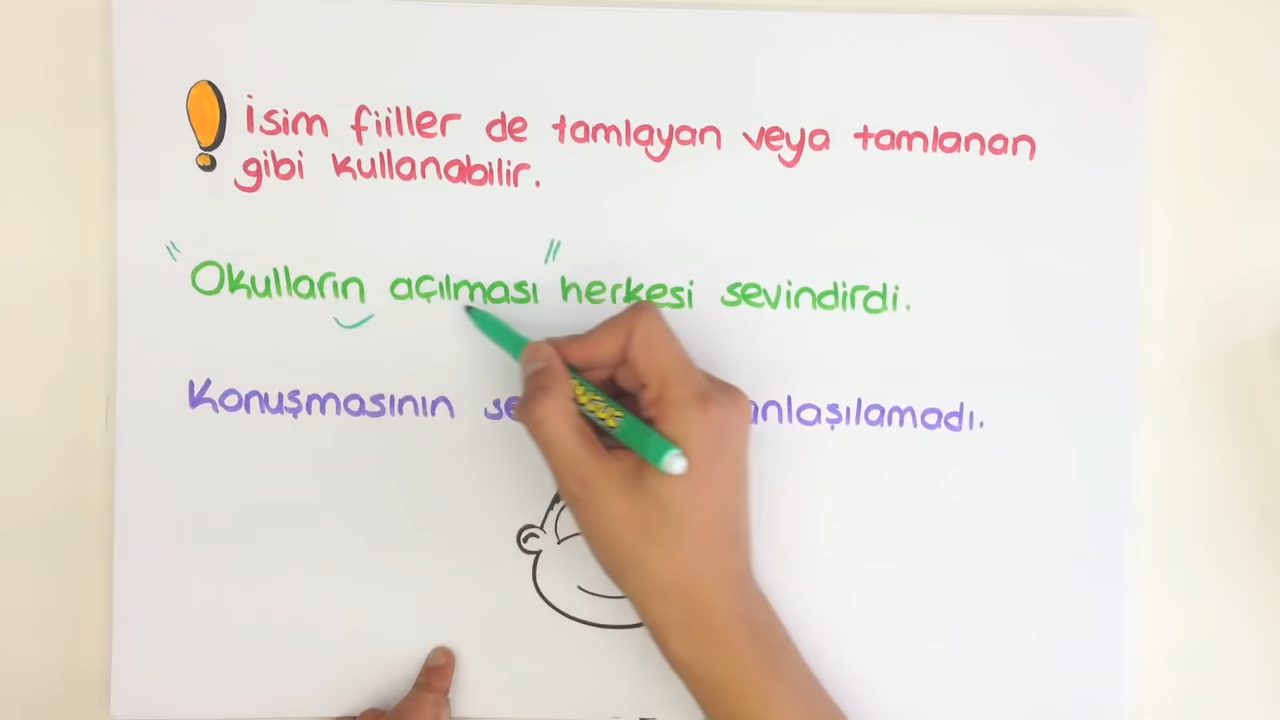 ! İsim fiiller de tamlayan veya tamlanan
gibi kullanabilir.
"Okulların açılması" herkesi sevindirdi.
Konuşmasının anlaşılamadı.